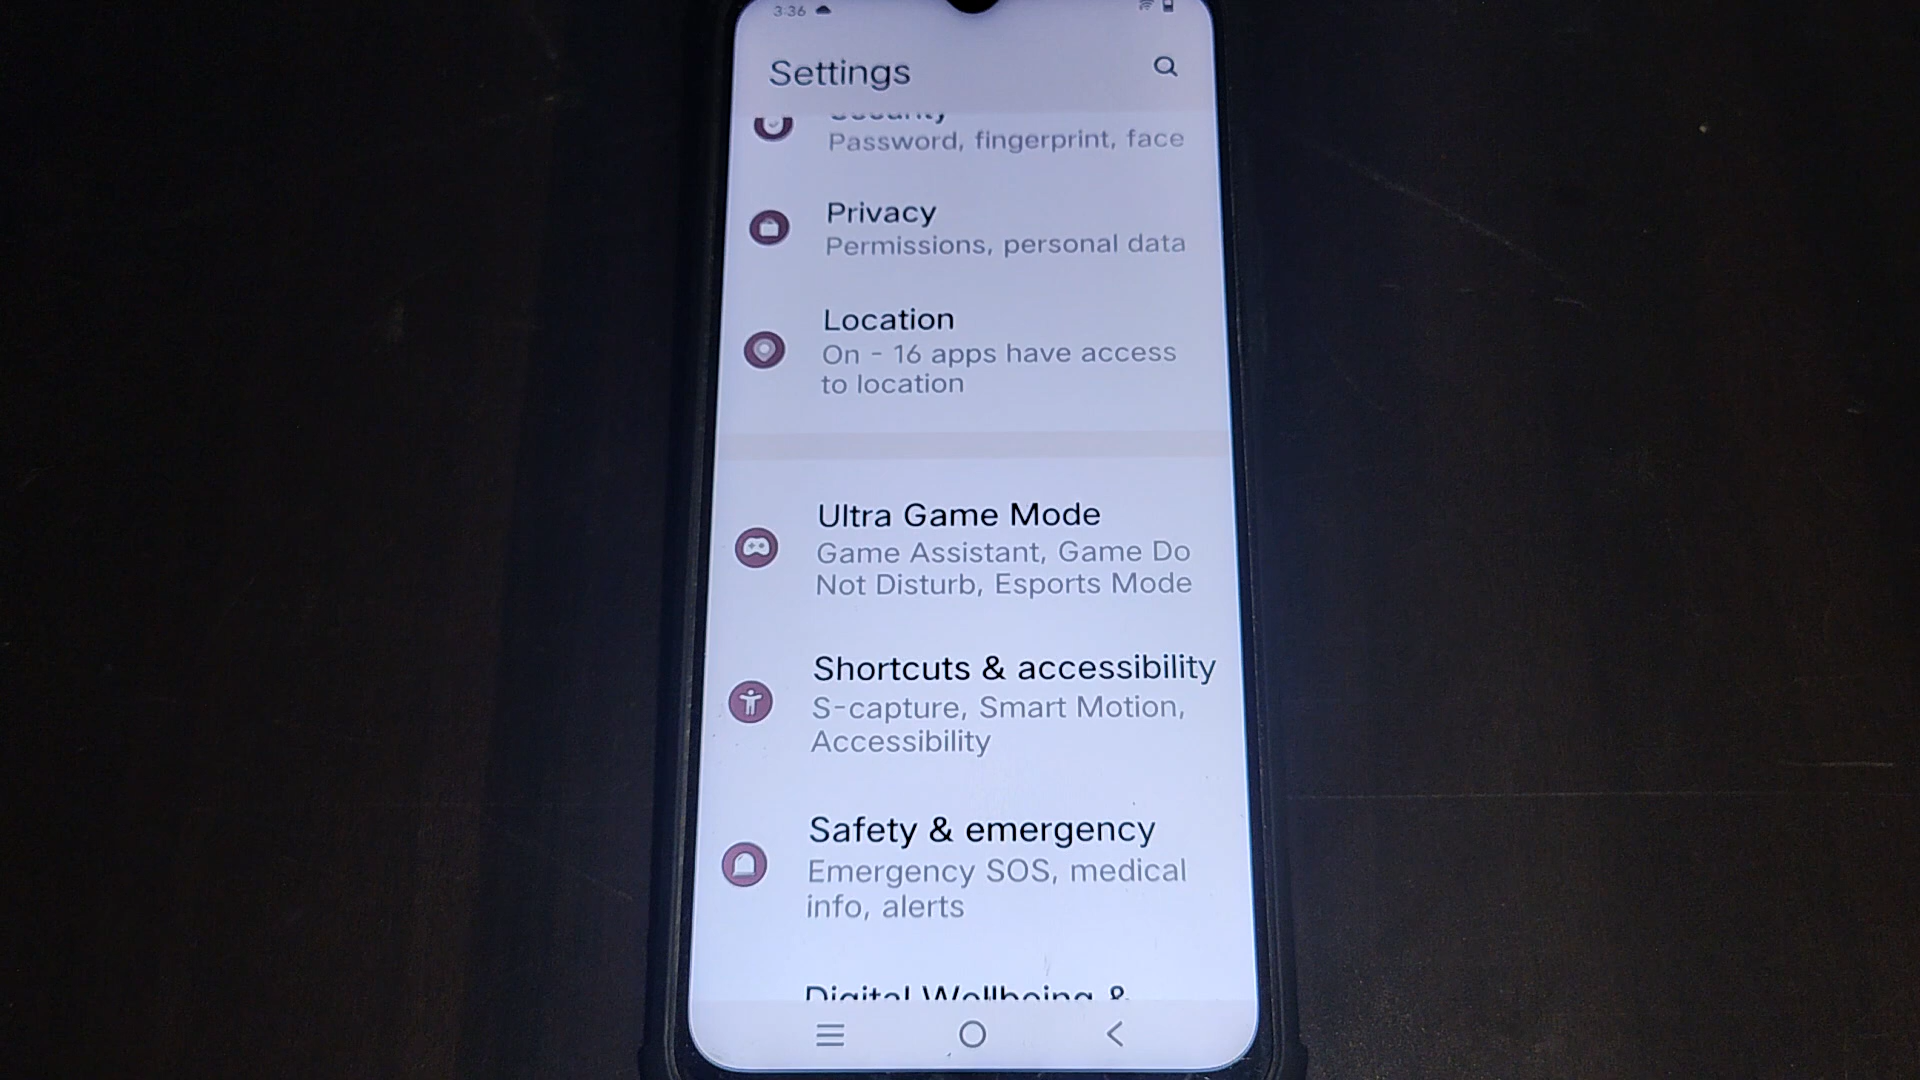 3:36
Settings
Security
Password, fingerprint, face
Privacy
Permissions, personal data
Location
On - 16 apps have access
to location
Ultra Game Mode
Game Assistant, Game Do
Not Disturb, Esports Mode
Shortcuts & accessibility
S-capture, Smart Motion,
Accessibility
Safety & emergency
Emergency SOS, medical
info, alerts
Digital Wellbeing &